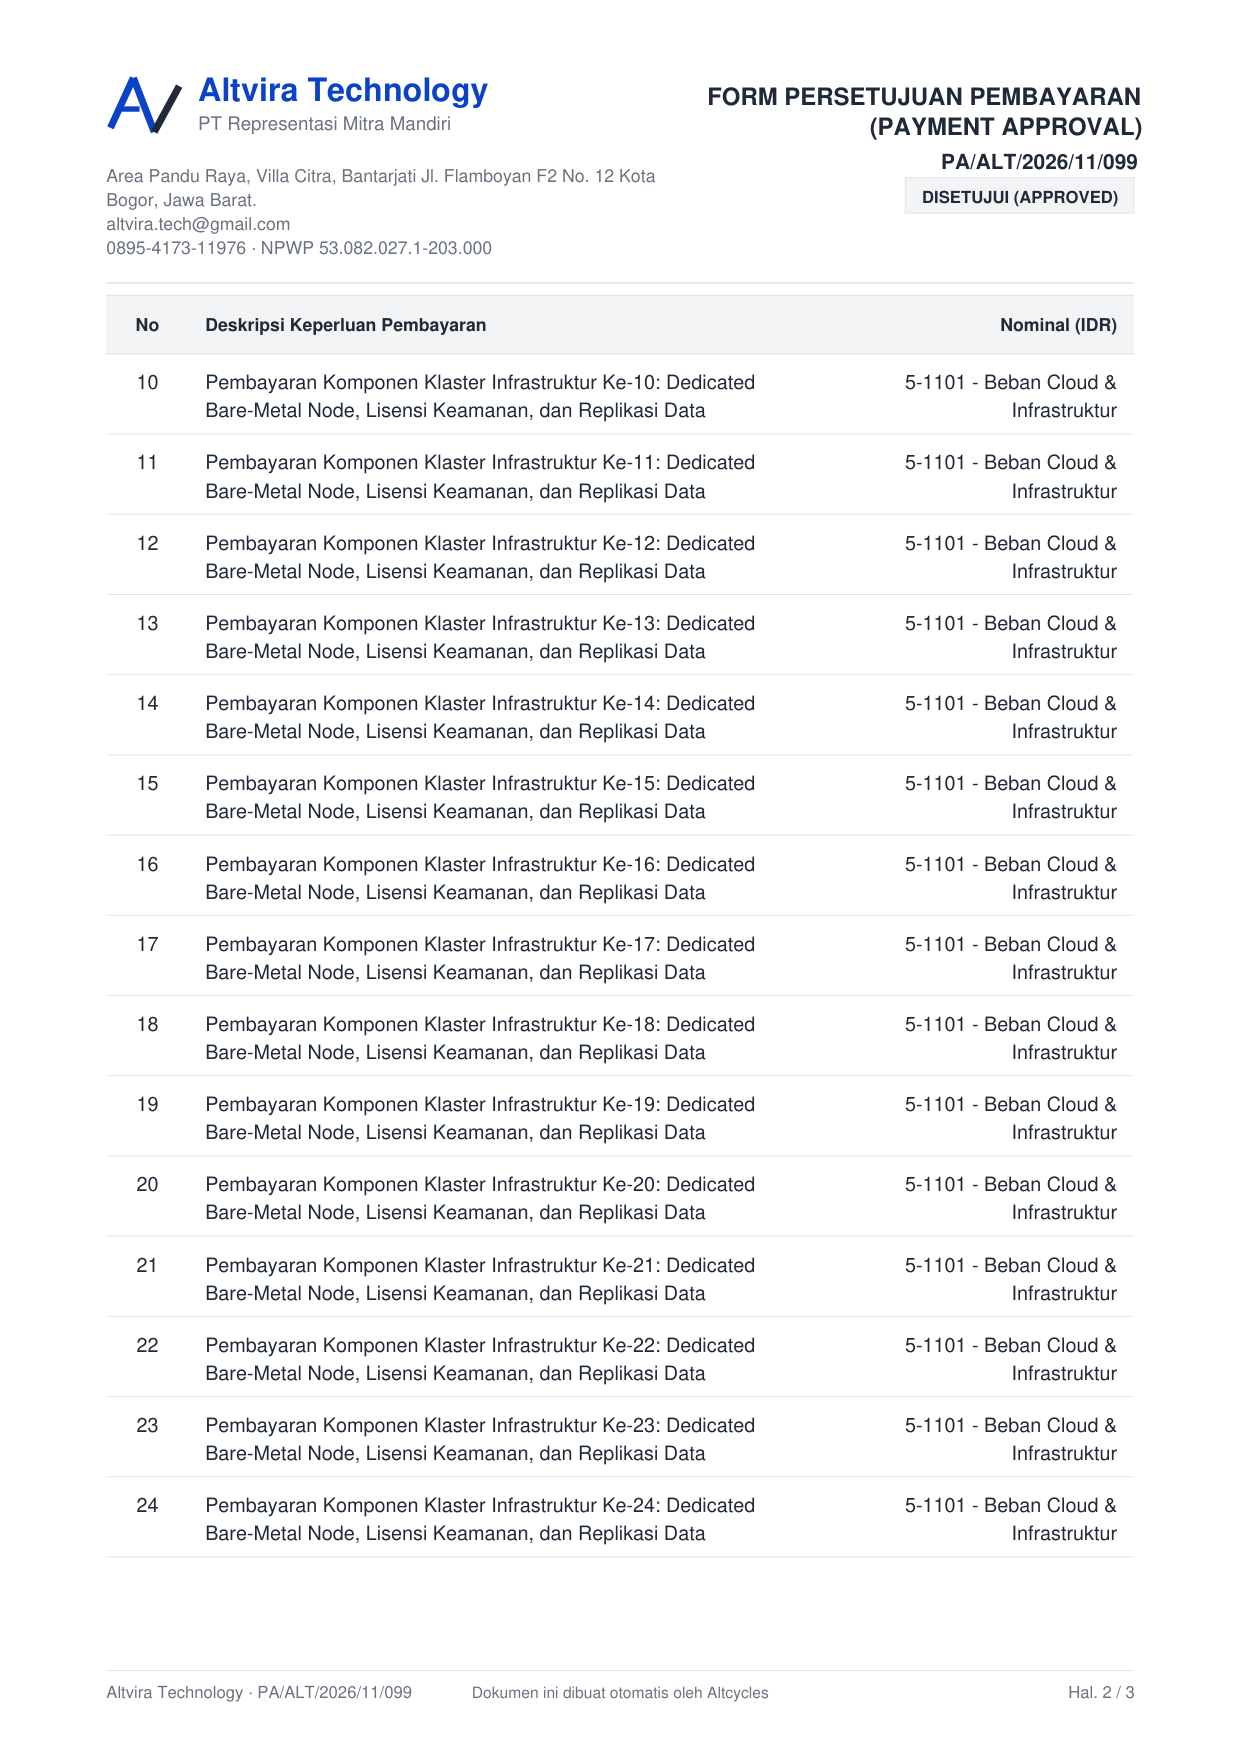 Altvira Technology
PT Representasi Mitra Mandiri
Area Pandu Raya, Villa Citra, Bantarjati Jl. Flamboyan F2 No. 12 Kota
Bogor, Jawa Barat.
altvira.tech@gmail.com
0895-4173-11976 · NPWP 53.082.027.1-203.000
FORM PERSETUJUAN PEMBAYARAN
(PAYMENT APPROVAL)
PA/ALT/2026/11/099
DISETUJUI (APPROVED)
No Deskripsi Keperluan Pembayaran Nominal (IDR)
10 Pembayaran Komponen Klaster Infrastruktur Ke-10: Dedicated 5-1101 - Beban Cloud &
Bare-Metal Node, Lisensi Keamanan, dan Replikasi Data Infrastruktur
11 Pembayaran Komponen Klaster Infrastruktur Ke-11: Dedicated 5-1101 - Beban Cloud &
Bare-Metal Node, Lisensi Keamanan, dan Replikasi Data Infrastruktur
12 Pembayaran Komponen Klaster Infrastruktur Ke-12: Dedicated 5-1101 - Beban Cloud &
Bare-Metal Node, Lisensi Keamanan, dan Replikasi Data Infrastruktur
13 Pembayaran Komponen Klaster Infrastruktur Ke-13: Dedicated 5-1101 - Beban Cloud &
Bare-Metal Node, Lisensi Keamanan, dan Replikasi Data Infrastruktur
14 Pembayaran Komponen Klaster Infrastruktur Ke-14: Dedicated 5-1101 - Beban Cloud &
Bare-Metal Node, Lisensi Keamanan, dan Replikasi Data Infrastruktur
15 Pembayaran Komponen Klaster Infrastruktur Ke-15: Dedicated 5-1101 - Beban Cloud &
Bare-Metal Node, Lisensi Keamanan, dan Replikasi Data Infrastruktur
16 Pembayaran Komponen Klaster Infrastruktur Ke-16: Dedicated 5-1101 - Beban Cloud &
Bare-Metal Node, Lisensi Keamanan, dan Replikasi Data Infrastruktur
17 Pembayaran Komponen Klaster Infrastruktur Ke-17: Dedicated 5-1101 - Beban Cloud &
Bare-Metal Node, Lisensi Keamanan, dan Replikasi Data Infrastruktur
18 Pembayaran Komponen Klaster Infrastruktur Ke-18: Dedicated 5-1101 - Beban Cloud &
Bare-Metal Node, Lisensi Keamanan, dan Replikasi Data Infrastruktur
19 Pembayaran Komponen Klaster Infrastruktur Ke-19: Dedicated 5-1101 - Beban Cloud &
Bare-Metal Node, Lisensi Keamanan, dan Replikasi Data Infrastruktur
20 Pembayaran Komponen Klaster Infrastruktur Ke-20: Dedicated 5-1101 - Beban Cloud &
Bare-Metal Node, Lisensi Keamanan, dan Replikasi Data Infrastruktur
21 Pembayaran Komponen Klaster Infrastruktur Ke-21: Dedicated 5-1101 - Beban Cloud &
Bare-Metal Node, Lisensi Keamanan, dan Replikasi Data Infrastruktur
22 Pembayaran Komponen Klaster Infrastruktur Ke-22: Dedicated 5-1101 - Beban Cloud &
Bare-Metal Node, Lisensi Keamanan, dan Replikasi Data Infrastruktur
23 Pembayaran Komponen Klaster Infrastruktur Ke-23: Dedicated 5-1101 - Beban Cloud &
Bare-Metal Node, Lisensi Keamanan, dan Replikasi Data Infrastruktur
24 Pembayaran Komponen Klaster Infrastruktur Ke-24: Dedicated 5-1101 - Beban Cloud &
Bare-Metal Node, Lisensi Keamanan, dan Replikasi Data Infrastruktur
Altvira Technology · PA/ALT/2026/11/099 Dokumen ini dibuat otomatis oleh Altcycles Hal. 2 / 3